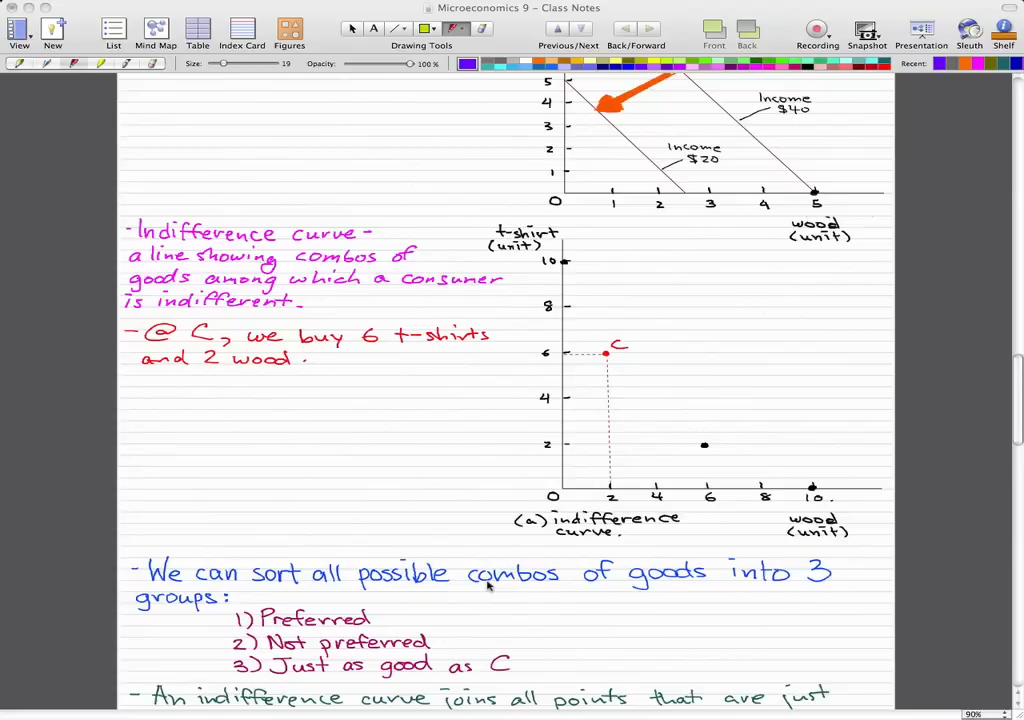 Microeconomics 9 - Class Notes
View New List Mind Map Table Index Card Figures Drawing Tools Previous/Next Back/Forward Front Back Recording Snapshot Presentation Sleuth Shelf
Size: 19 Opacity: 100 % Recent:
5
4
3
2
1
0 1 2 3 4 5
Income
$40
Income
$20
wood
(unit)
- Indifference curve -
a line showing combos of
goods among which a consumer
is indifferent.
- @ C, we buy 6 t-shirts
and 2 wood.
t-shirt
(unit)
10
8
6
C
4
2
0 2 4 6 8 10.
(a) indifference
curve.
wood
(unit)
- We can sort all possible combos of goods into 3
groups:
1) Preferred
2) Not preferred
3) Just as good as C
- An indifference curve joins all points that are just
90%